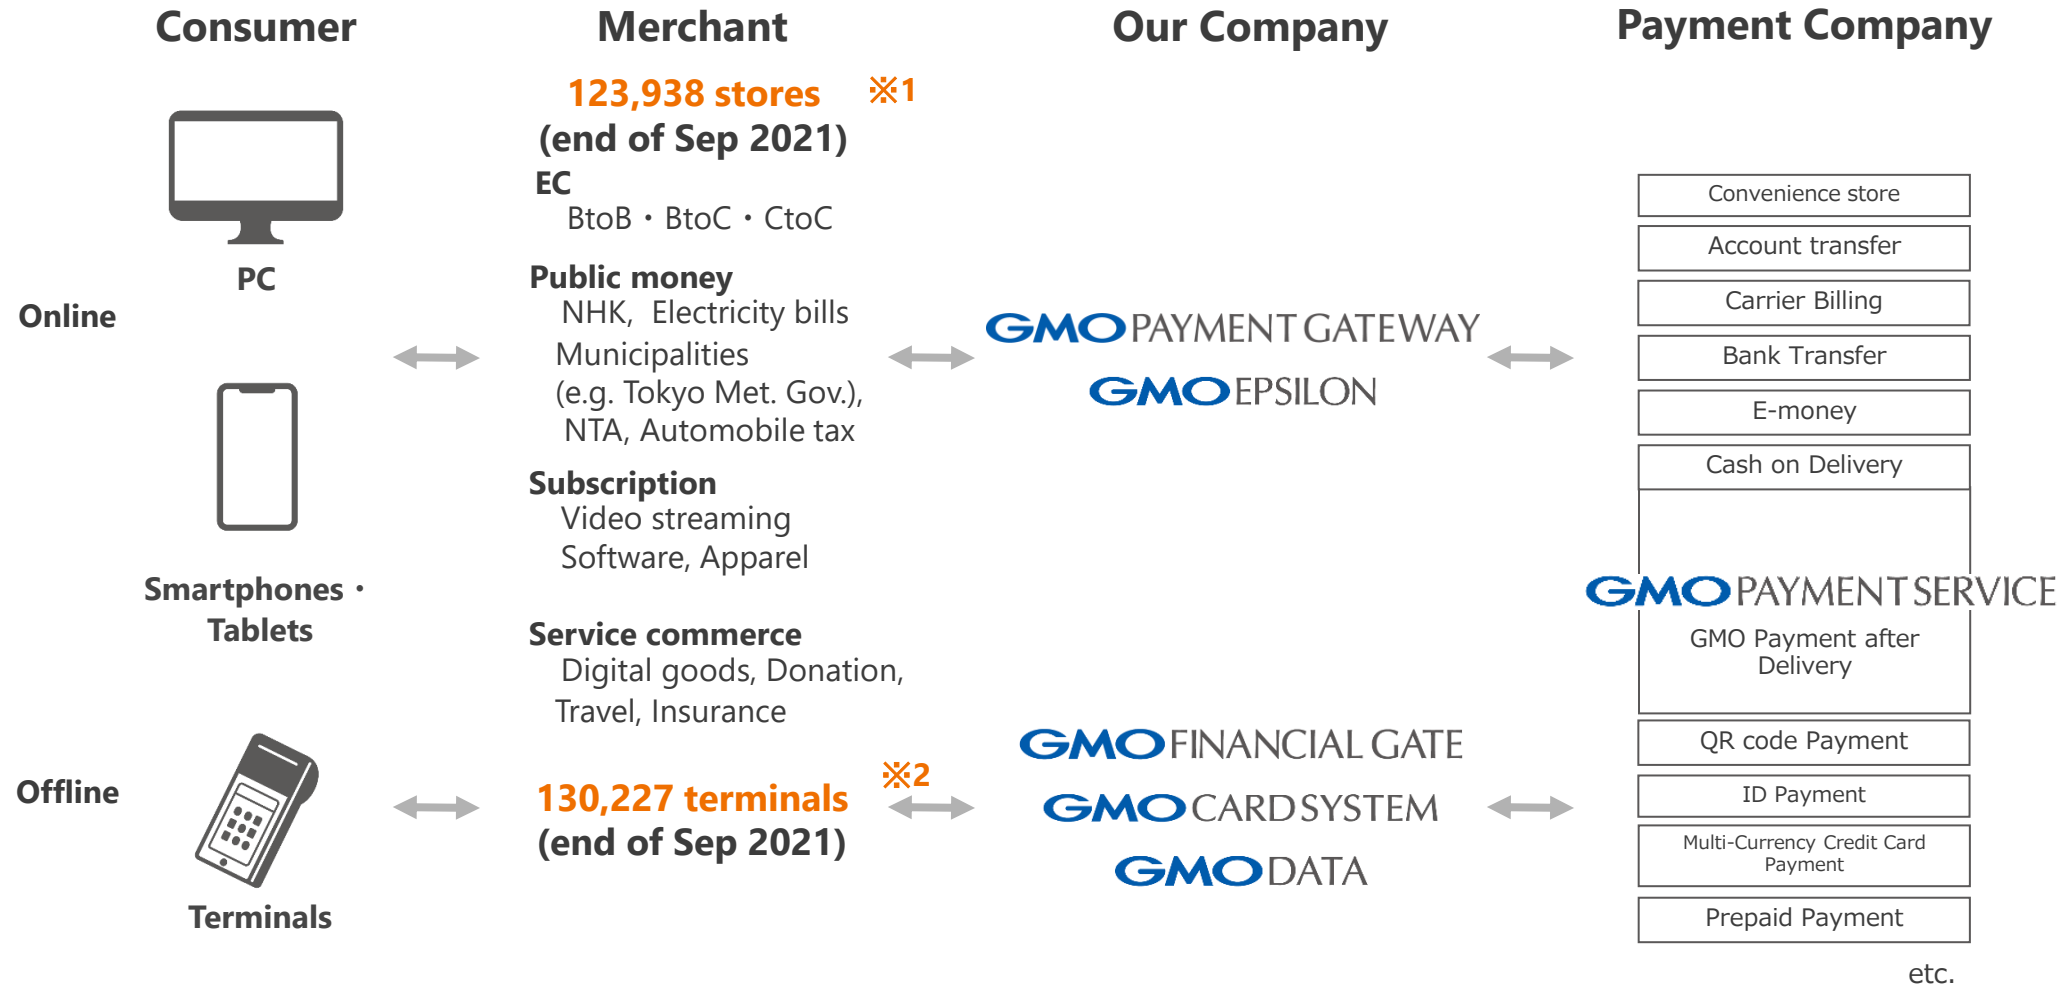 Consumer
Merchant
Our Company
Payment Company
123,938 stores ※1
(end of Sep 2021)
EC
BtoB・BtoC・CtoC
Public money
NHK, Electricity bills
Municipalities
(e.g. Tokyo Met. Gov.),
NTA, Automobile tax
Subscription
Video streaming
Software, Apparel
Service commerce
Digital goods, Donation,
Travel, Insurance
130,227 terminals ※2
(end of Sep 2021)
Online
PC
Smartphones・
Tablets
Offline
Terminals
GMO PAYMENT GATEWAY
GMO EPSILON
GMO FINANCIAL GATE
GMO CARD SYSTEM
GMO DATA
Convenience store
Account transfer
Carrier Billing
Bank Transfer
E-money
Cash on Delivery
GMO PAYMENT SERVICE
GMO Payment after
Delivery
QR code Payment
ID Payment
Multi-Currency Credit Card
Payment
Prepaid Payment
etc.